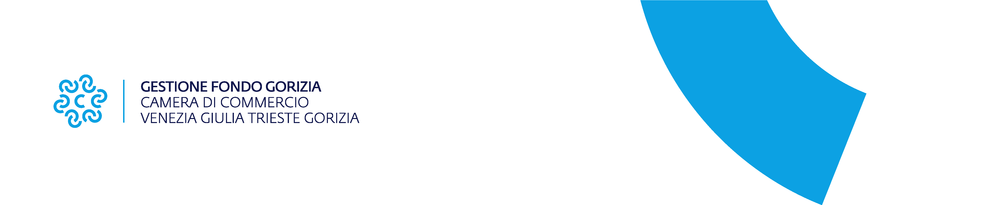 GESTIONE FONDO GORIZIA
CAMERA DI COMMERCIO
VENEZIA GIULIA TRIESTE GORIZIA